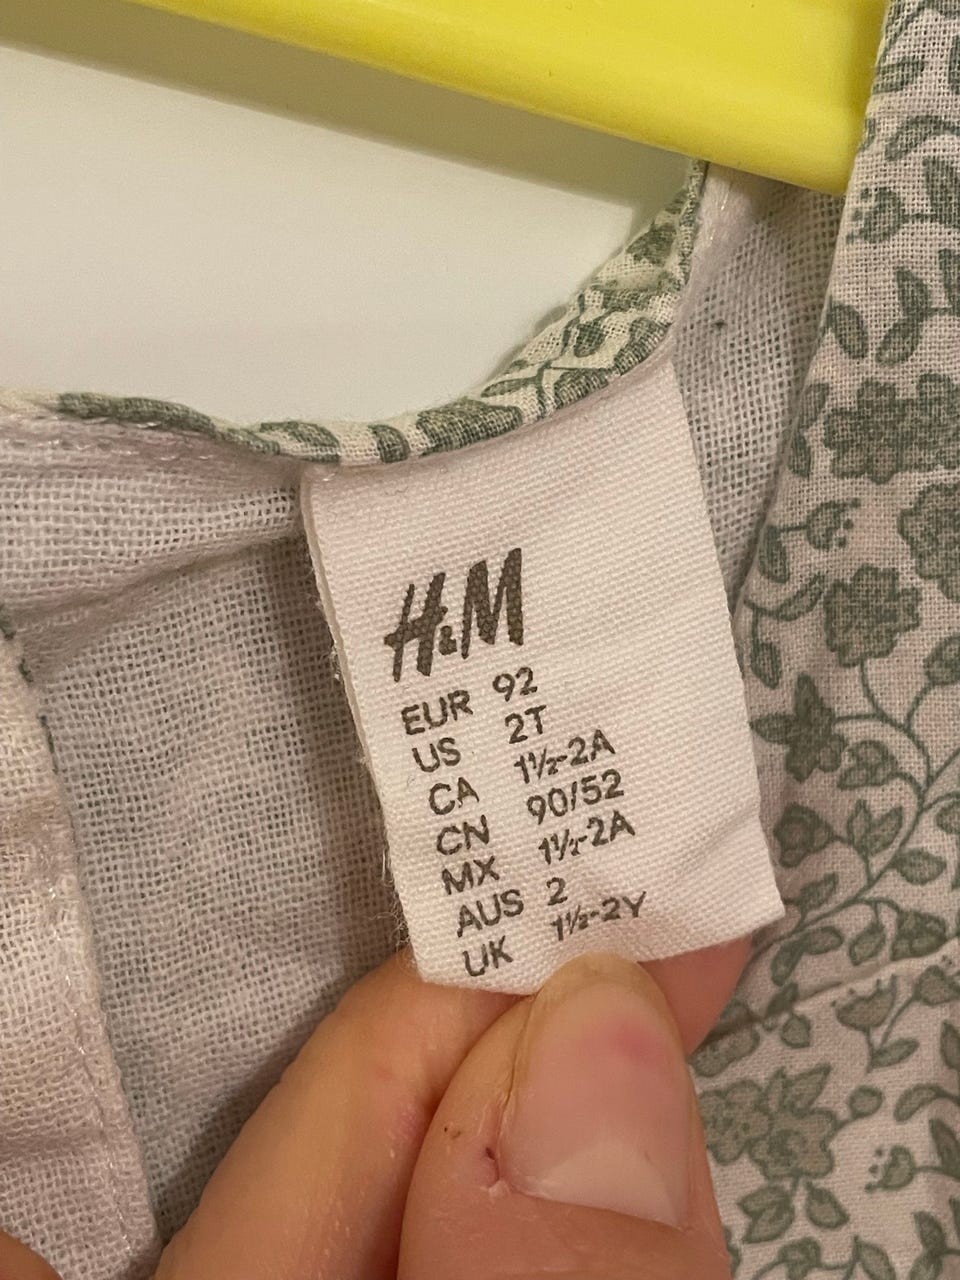 H&M
EUR 92
US 2T
CA 1½-2A
CN 90/52
MX 1½-2A
AUS 2
UK 1½-2Y